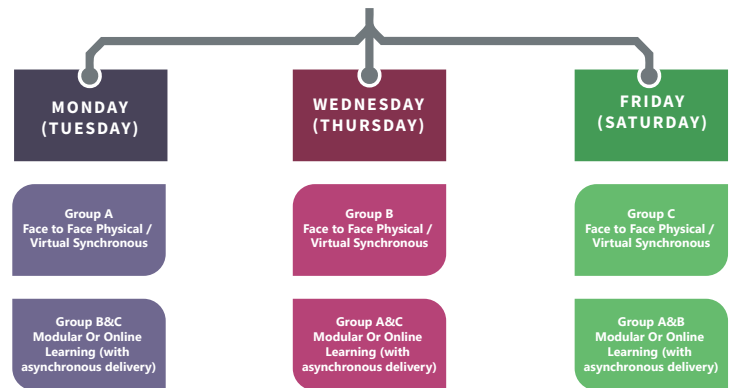 MONDAY
(TUESDAY)
WEDNESDAY
(THURSDAY)
FRIDAY
(SATURDAY)
Group A
Face to Face Physical /
Virtual Synchronous
Group B
Face to Face Physical /
Virtual Synchronous
Group C
Face to Face Physical /
Virtual Synchronous
Group B&C
Modular Or Online
Learning (with
asynchronous delivery)
Group A&C
Modular Or Online
Learning (with
asynchronous delivery)
Group A&B
Modular Or Online
Learning (with
asynchronous delivery)